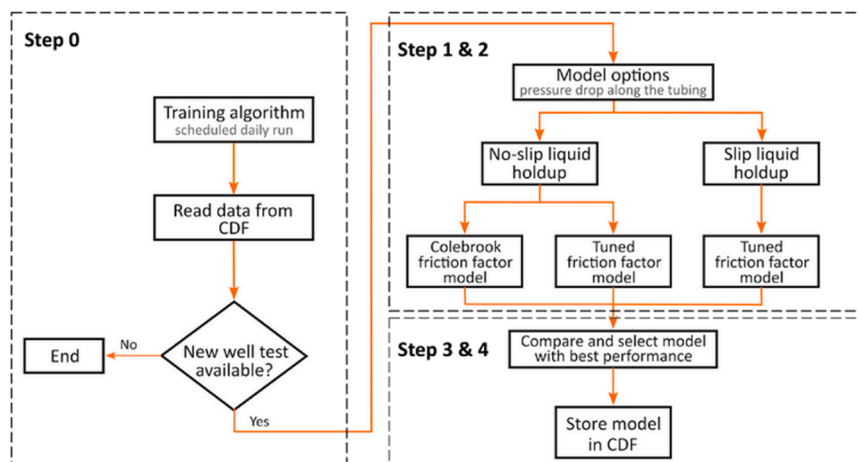 Step 0
Training algorithm
scheduled daily run
Read data from
CDF
New well test
available?
No
End
Yes
Step 1 & 2
Model options
pressure drop along the tubing
No-slip liquid
holdup
Slip liquid
holdup
Colebrook
friction factor
model
Tuned
friction factor
model
Tuned
friction factor
model
Step 3 & 4
Compare and select model
with best performance
Store model
in CDF